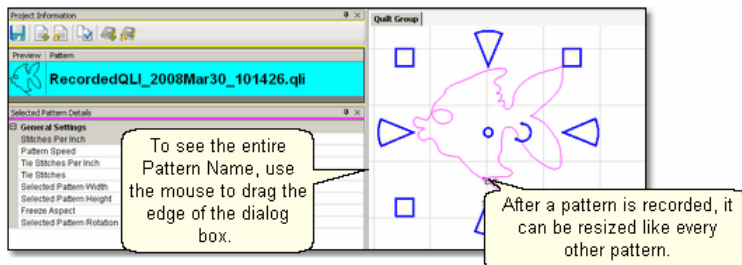 Project Information
Quilt Group
Preview Pattern
RecordedQLI_2008Mar30_101426.qli
Selected Pattern Details
General Settings
Stitches Per Inch
Pattern Speed
Tie Stitches Per Inch
Tie Stitches
Selected Pattern Width
Selected Pattern Height
Freeze Aspect
Selected Pattern Rotation
To see the entire
Pattern Name, use
the mouse to drag the
edge of the dialog
box.
After a pattern is recorded, it
can be resized like every
other pattern.